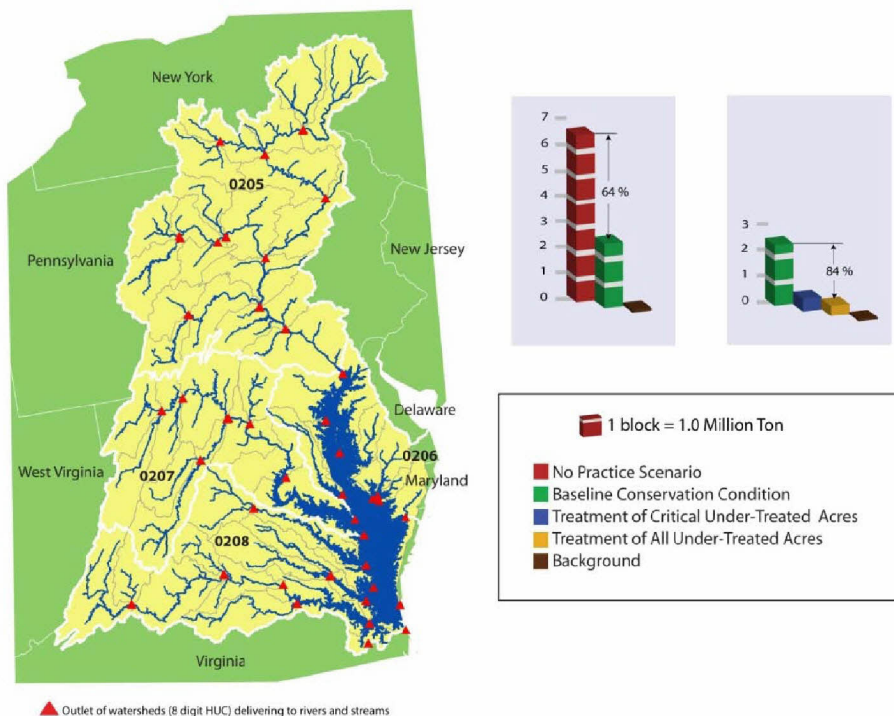 New York
0205
Pennsylvania
New Jersey
Delaware
0206
Maryland
West Virginia
0207
0208
Virginia
Outlet of watersheds (8 digit HUC) delivering to rivers and streams
7
6
5
4
3
2
1
0
64 %
3
2
1
0
84 %
1 block = 1.0 Million Ton
No Practice Scenario
Baseline Conservation Condition
Treatment of Critical Under-Treated Acres
Treatment of All Under-Treated Acres
Background